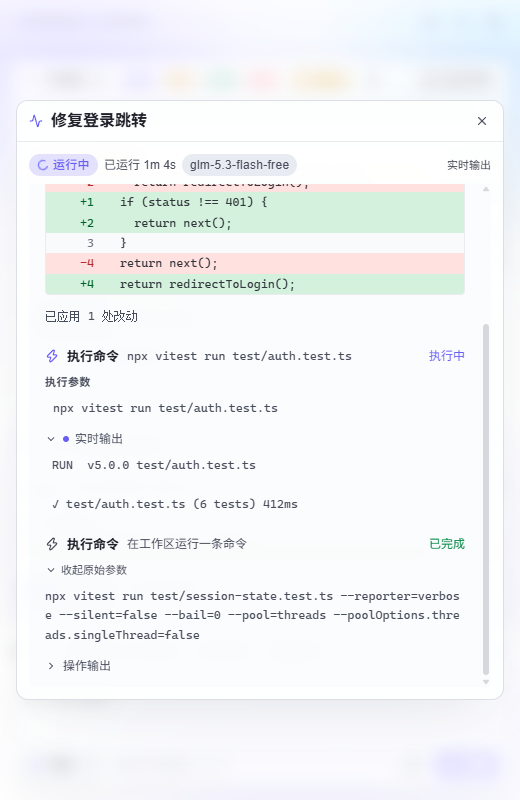 修复登录跳转
运行中 已运行 1m 4s glm-5.3-flash-free 实时输出
return redirectToLogin();
+1 if (status !== 401) {
+2 return next();
3 }
−4 return next();
+4 return redirectToLogin();
已应用 1 处改动
执行命令 npx vitest run test/auth.test.ts 执行中
执行参数
npx vitest run test/auth.test.ts
实时输出
RUN v5.0.0 test/auth.test.ts
✓ test/auth.test.ts (6 tests) 412ms
执行命令 在工作区运行一条命令 已完成
收起原始参数
npx vitest run test/session-state.test.ts --reporter=verbos
e --silent=false --bail=0 --pool=threads --poolOptions.thre
ads.singleThread=false
操作输出